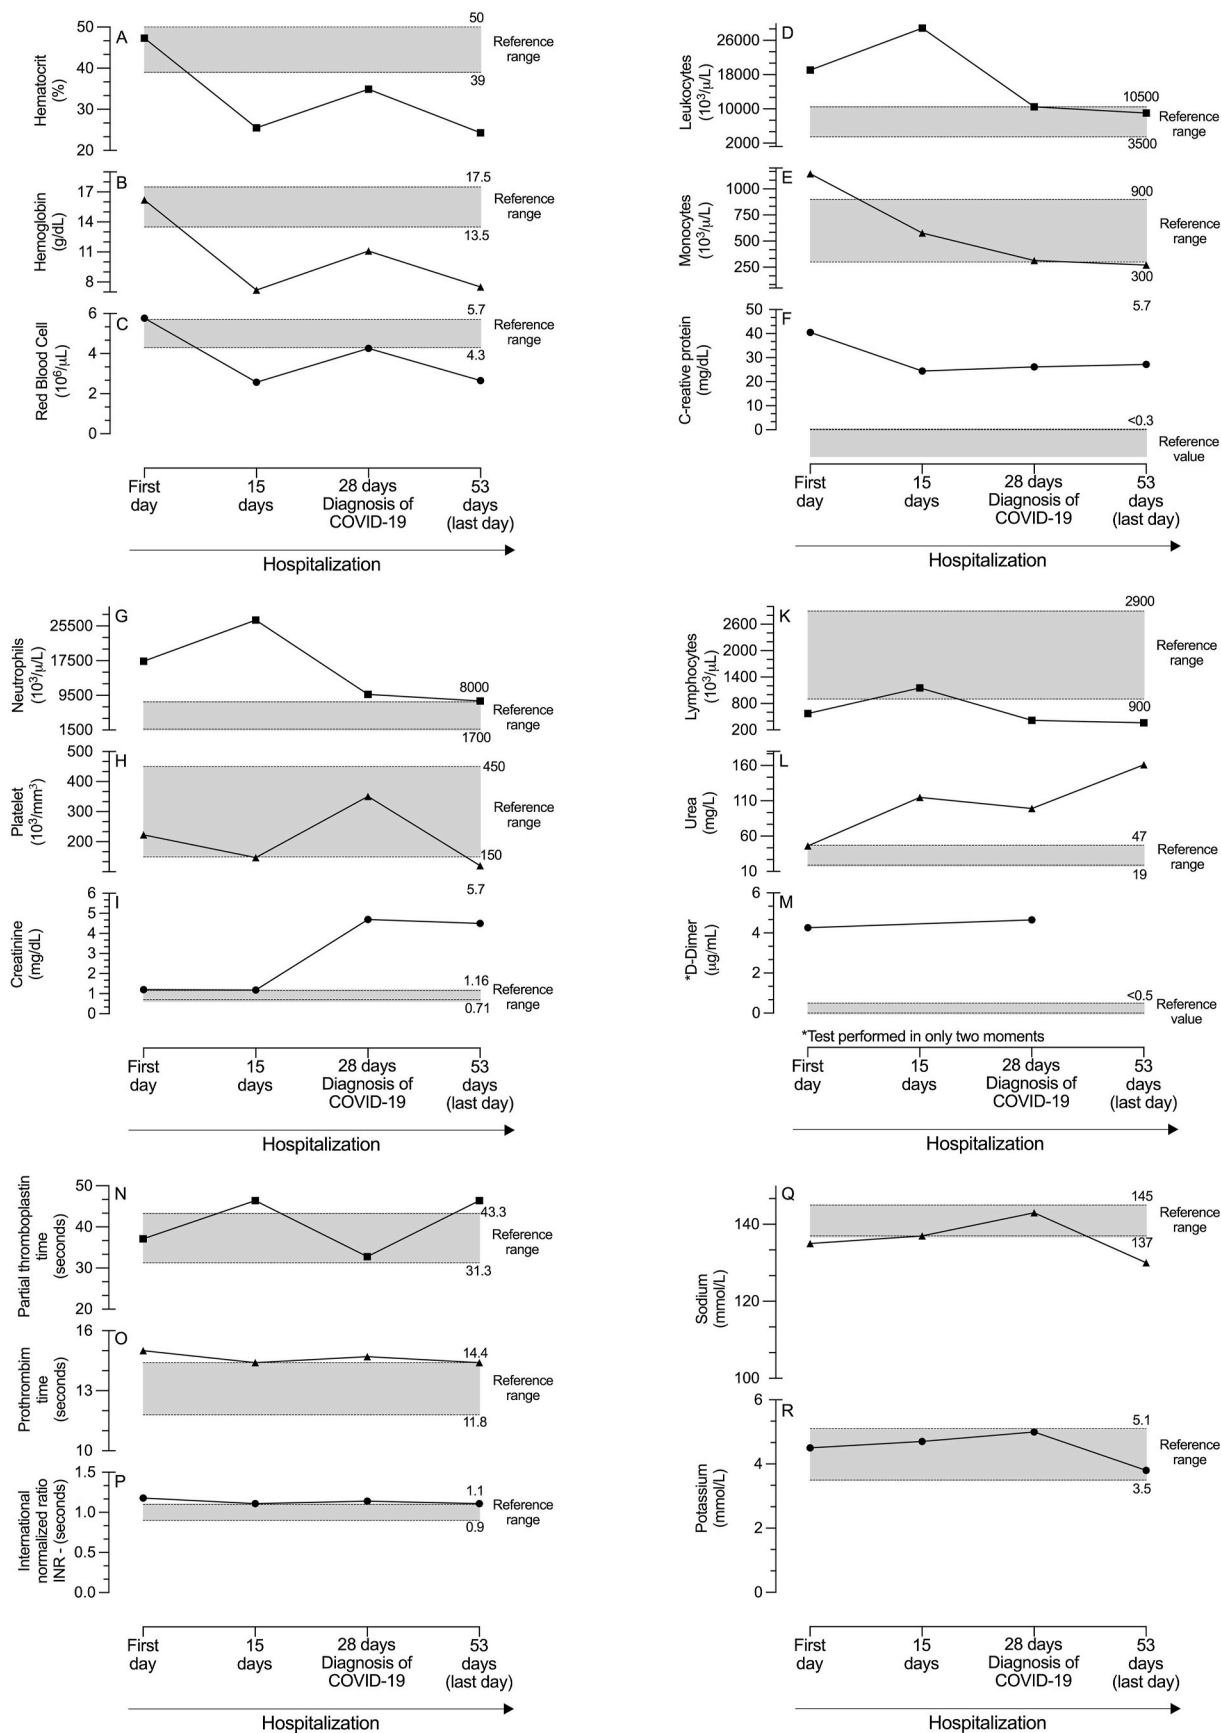 A
Hematocrit
(%)
50
40
30
20
50
39
Reference
range
B
Hemoglobin
(g/dL)
17
14
11
8
17.5
13.5
Reference
range
C
Red Blood Cell
(10⁶/μL)
6
4
2
0
5.7
4.3
Reference
range
First
day
15
days
28 days
Diagnosis of
COVID-19
53
days
(last day)
Hospitalization
D
Leukocytes
(10³/μ/L)
26000
18000
10000
2000
10500
3500
Reference
range
E
Monocytes
(10³/μ/L)
1000
750
500
250
900
300
Reference
range
5.7
F
C-creative protein
(mg/dL)
50
40
30
20
10
0
<0.3
Reference
value
First
day
15
days
28 days
Diagnosis of
COVID-19
53
days
(last day)
Hospitalization
G
Neutrophils
(10³/μ/L)
25500
17500
9500
1500
8000
1700
Reference
range
H
Platelet
(10³/mm³)
500
400
300
200
450
150
Reference
range
5.7
I
Creatinine
(mg/dL)
6
5
4
3
2
1
0
1.16
0.71
Reference
range
First
day
15
days
28 days
Diagnosis of
COVID-19
53
days
(last day)
Hospitalization
K
Lymphocytes
(10³/μL)
2600
2000
1400
800
200
2900
900
Reference
range
L
Urea
(mg/L)
160
110
60
10
47
19
Reference
range
M
*D-Dimer
(μg/mL)
6
4
2
0
<0.5
Reference
value
*Test performed in only two moments
First
day
15
days
28 days
Diagnosis of
COVID-19
53
days
(last day)
Hospitalization
N
Partial thromboplastin
time
(seconds)
50
40
30
20
43.3
31.3
Reference
range
O
Prothrombim
time
(seconds)
16
13
10
14.4
11.8
Reference
range
P
International
normalized ratio
INR - (seconds)
1.5
1.0
0.5
0.0
1.1
0.9
Reference
range
First
day
15
days
28 days
Diagnosis of
COVID-19
53
days
(last day)
Hospitalization
Q
Sodium
(mmol/L)
140
120
100
145
137
Reference
range
R
Potassium
(mmol/L)
6
4
2
0
5.1
3.5
Reference
range
First
day
15
days
28 days
Diagnosis of
COVID-19
53
days
(last day)
Hospitalization